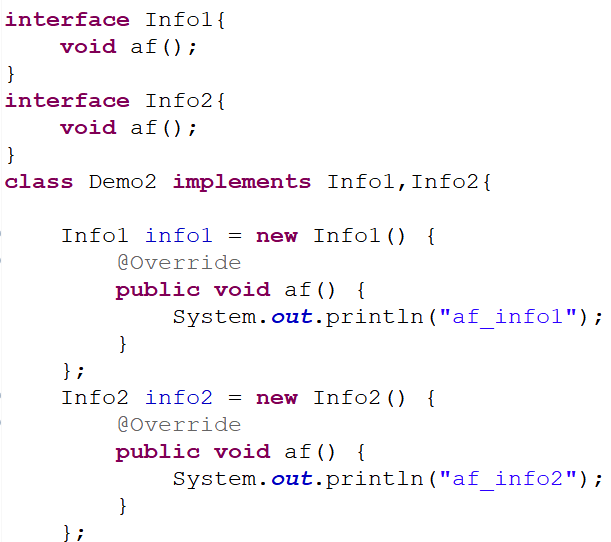 interface Info1{
    void af();
}
interface Info2{
    void af();
}
class Demo2 implements Info1,Info2{
    Info1 info1 = new Info1() {
        @Override
        public void af() {
            System.out.println("af_info1");
        }
    };
    Info2 info2 = new Info2() {
        @Override
        public void af() {
            System.out.println("af_info2");
        }
    };